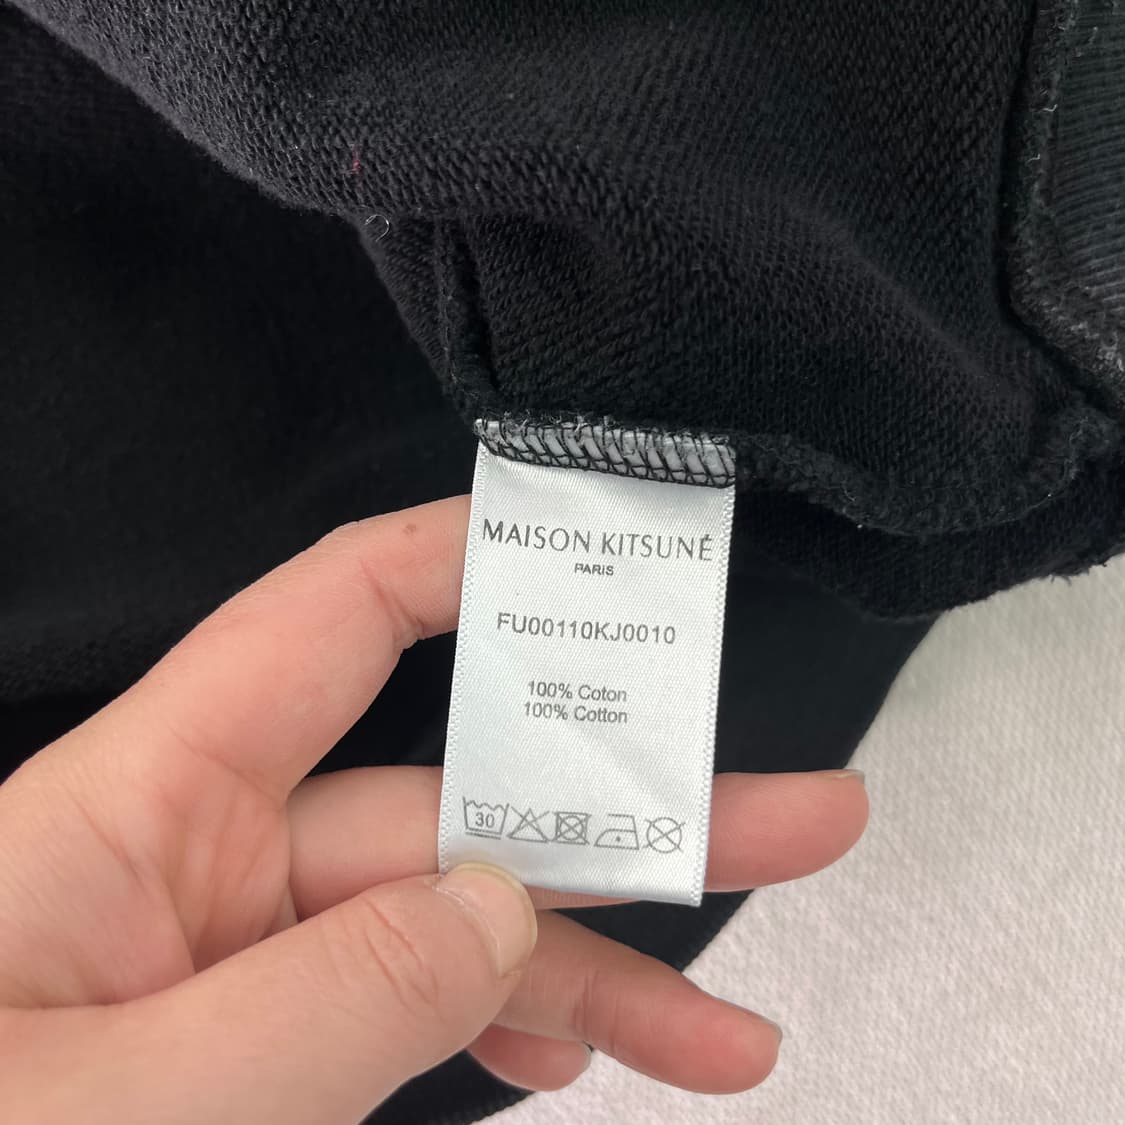 MAISON KITSUNÉ
PARIS
FU00110KJ0010
100% Coton
100% Cotton
30